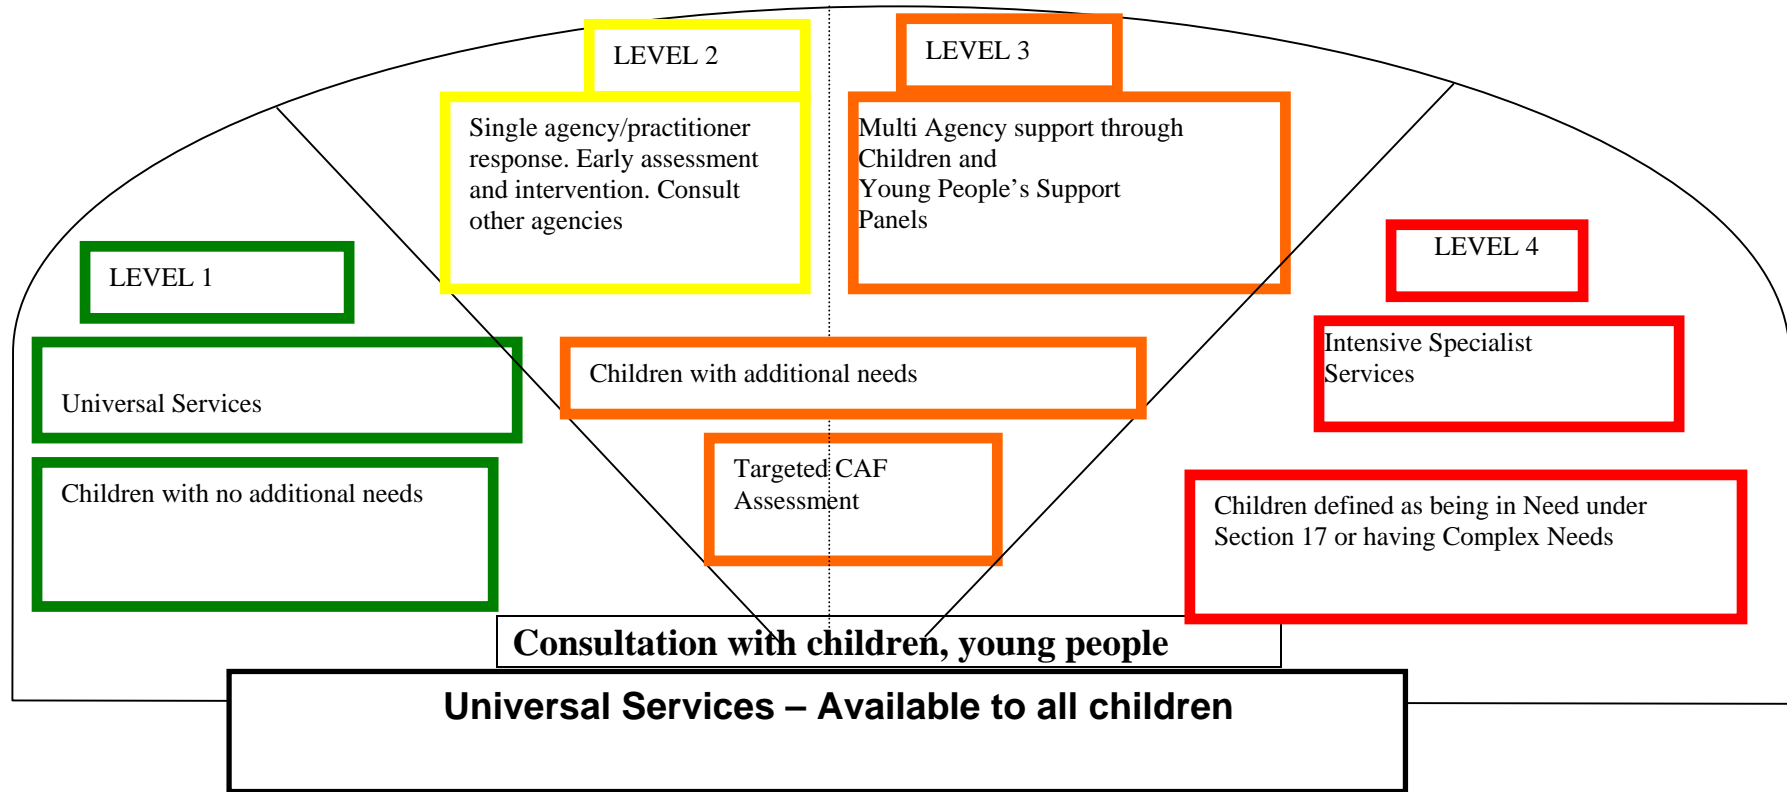 LEVEL 1
Universal Services
Children with no additional needs
LEVEL 2
Single agency/practitioner
response. Early assessment
and intervention. Consult
other agencies
LEVEL 3
Multi Agency support through
Children and
Young People’s Support
Panels
Children with additional needs
Targeted CAF
Assessment
LEVEL 4
Intensive Specialist
Services
Children defined as being in Need under
Section 17 or having Complex Needs
Consultation with children, young people
Universal Services – Available to all children